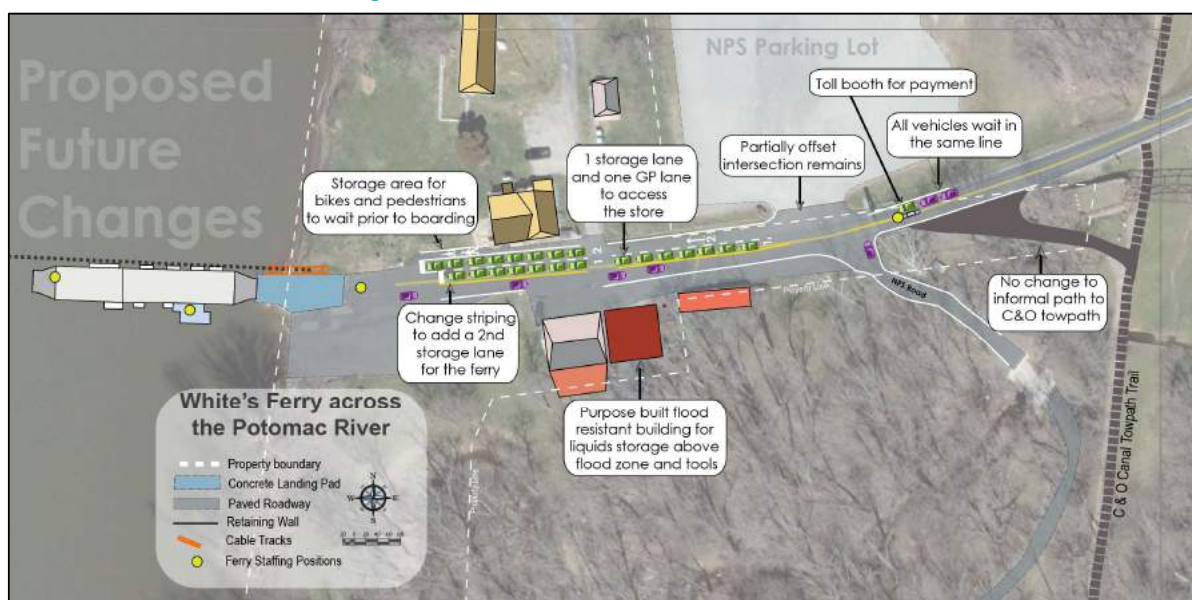 Proposed
Future
Changes
NPS Parking Lot
Toll booth for payment
All vehicles wait in
the same line
Partially offset
intersection remains
1 storage lane
and one GP lane
to access
the store
Storage area for
bikes and pedestrians
to wait prior to boarding
Change striping
to add a 2nd
storage lane
for the ferry
Purpose built flood
resistant building for
liquids storage above
flood zone and tools
No change to
informal path to
C&O towpath
NPS Road
Property Line
C & O Canal Towpath Trail
White's Ferry across
the Potomac River
Property boundary
Concrete Landing Pad
Paved Roadway
Retaining Wall
Cable Tracks
Ferry Staffing Positions
N
W E
S